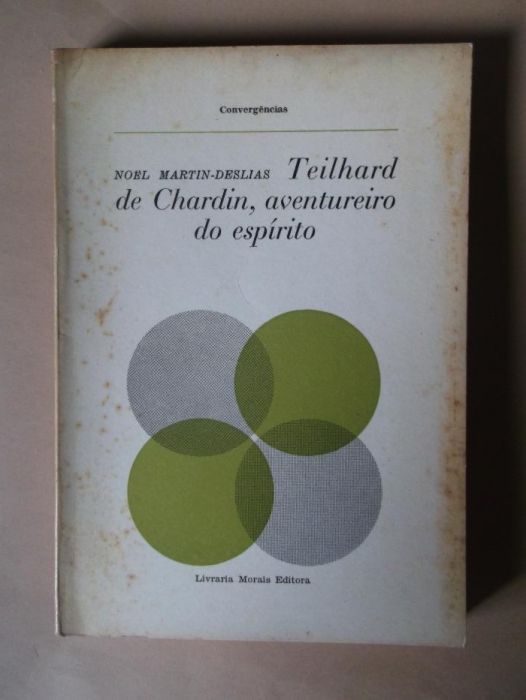 Convergências
NOEL MARTIN-DESLIAS Teilhard
de Chardin, aventureiro
do espírito
Livraria Morais Editora